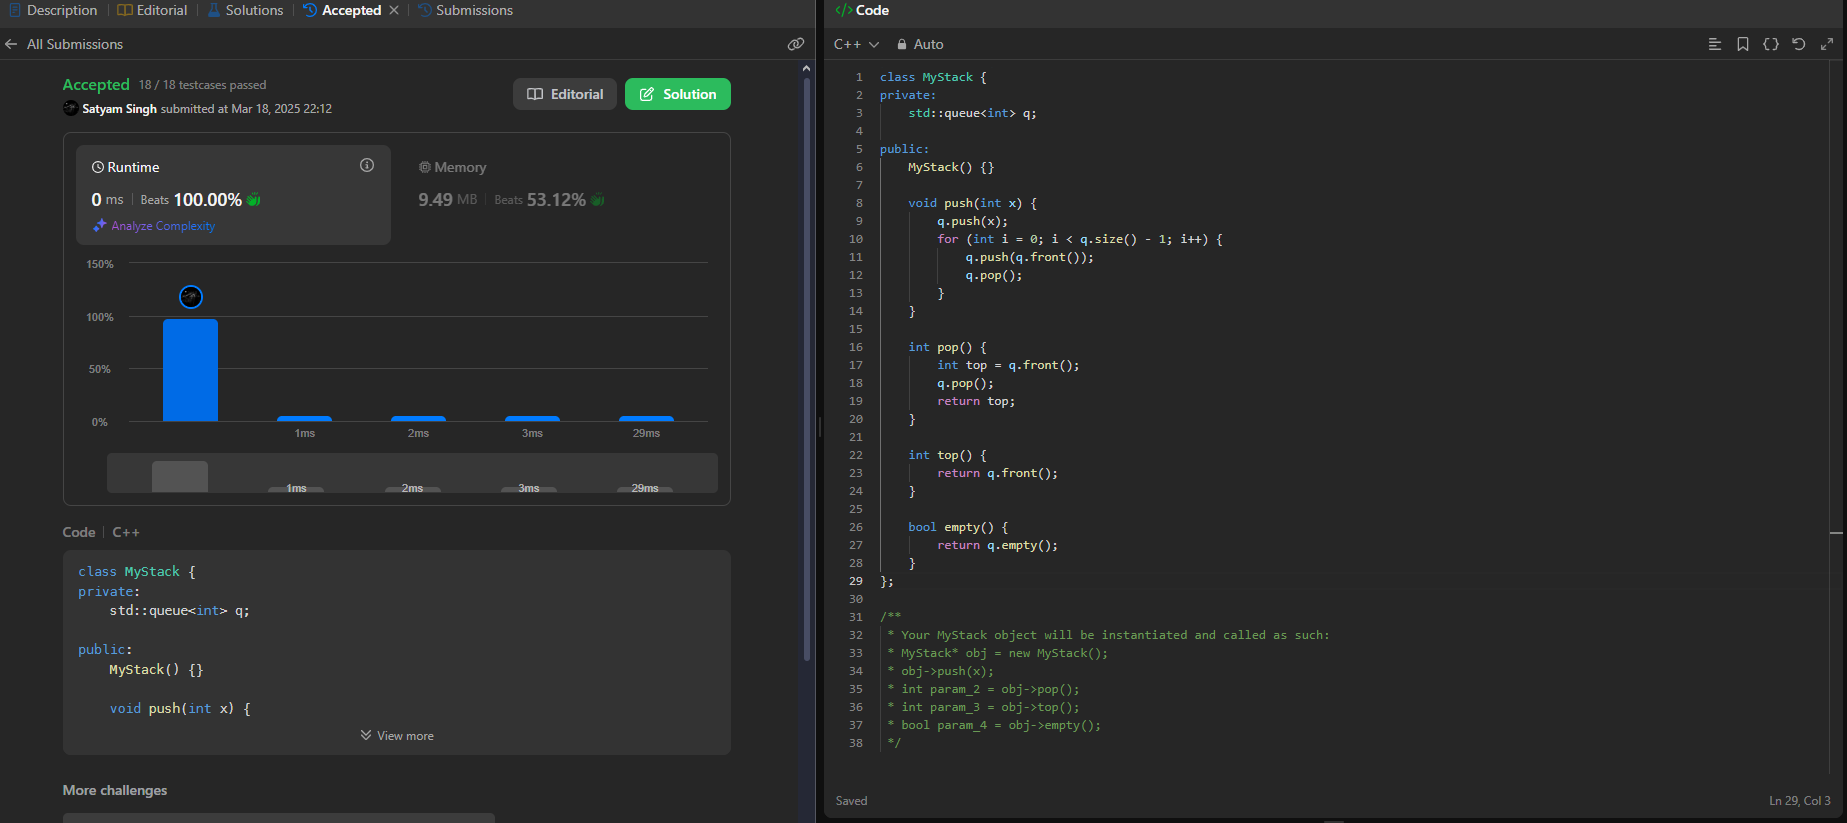 Description | Editorial | Solutions | Accepted × | Submissions
← All Submissions
Accepted 18 / 18 testcases passed
Satyam Singh submitted at Mar 18, 2025 22:12
Editorial
Solution
Runtime
0 ms | Beats 100.00%
Analyze Complexity
Memory
9.49 MB | Beats 53.12%
150%
100%
50%
0%
1ms 2ms 3ms 29ms
1ms 2ms 3ms 29ms
Code | C++
class MyStack {
private:
    std::queue<int> q;

public:
    MyStack() {}

    void push(int x) {
View more
More challenges
</> Code
C++ Auto
1 class MyStack {
2 private:
3     std::queue<int> q;
4
5 public:
6     MyStack() {}
7
8     void push(int x) {
9         q.push(x);
10         for (int i = 0; i < q.size() - 1; i++) {
11             q.push(q.front());
12             q.pop();
13         }
14     }
15
16     int pop() {
17         int top = q.front();
18         q.pop();
19         return top;
20     }
21
22     int top() {
23         return q.front();
24     }
25
26     bool empty() {
27         return q.empty();
28     }
29 };
30
31 /**
32  * Your MyStack object will be instantiated and called as such:
33  * MyStack* obj = new MyStack();
34  * obj->push(x);
35  * int param_2 = obj->pop();
36  * int param_3 = obj->top();
37  * bool param_4 = obj->empty();
38  */
Saved
Ln 29, Col 3